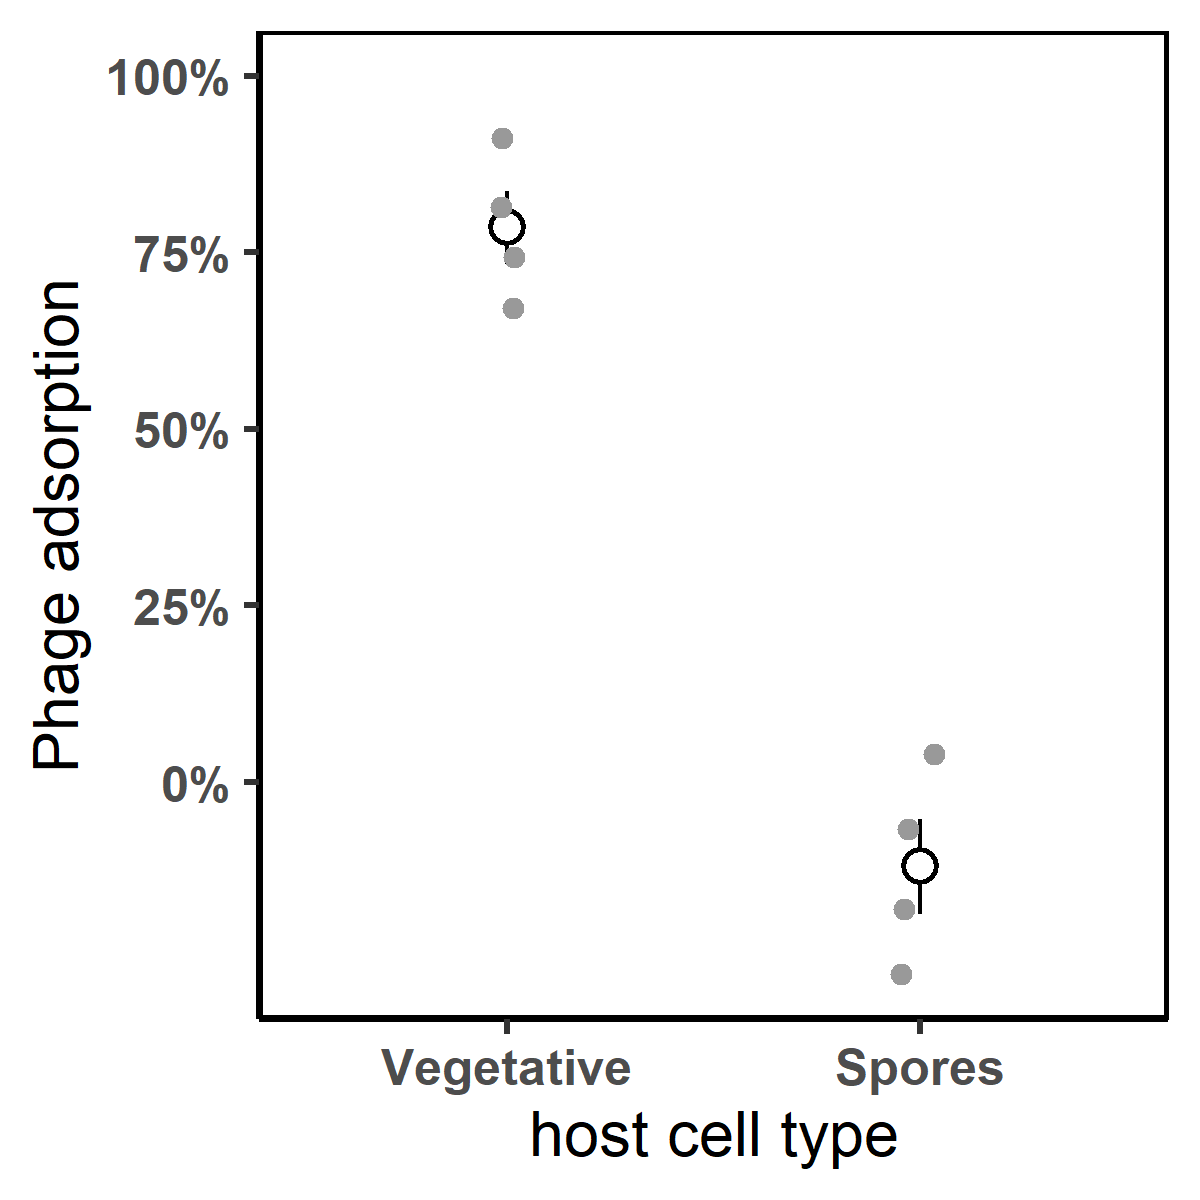 Phage adsorption
100%
75%
50%
25%
0%
Vegetative Spores
host cell type